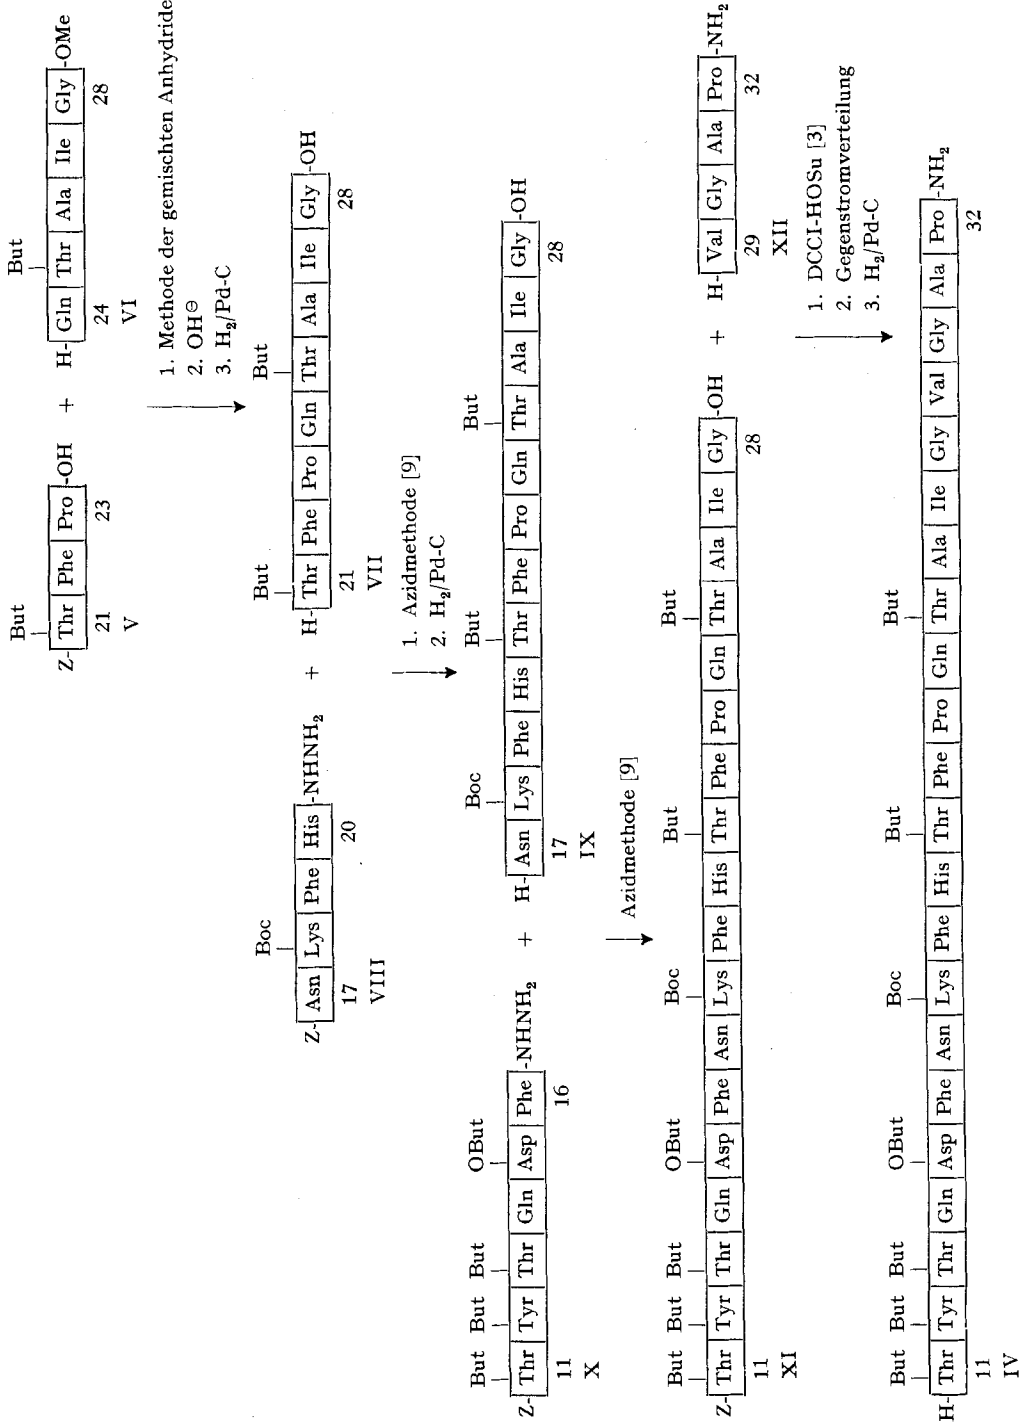 But But
Z- Thr Phe Pro -OH + H- Gln Thr Ala Ile Gly -OMe
21 23 24 28
V VI
1. Methode der gemischten Anhydride
2. OH⊖
3. H₂/Pd-C
Boc But But
Z- Asn Lys Phe His -NHNH₂ + H- Thr Phe Pro Gln Thr Ala Ile Gly -OH
17 20 21 28
VIII VII
1. Azidmethode [9]
2. H₂/Pd-C
But But But OBut Boc But But
Z- Thr Tyr Thr Gln Asp Phe -NHNH₂ + H- Asn Lys Phe His Thr Phe Pro Gln Thr Ala Ile Gly -OH
11 16 17 28
X IX
Azidmethode [9]
But But But OBut Boc But But
Z- Thr Tyr Thr Gln Asp Phe Asn Lys Phe His Thr Phe Pro Gln Thr Ala Ile Gly -OH + H- Val Gly Ala Pro -NH₂
11 28 29 32
XI XII
1. DCCI-HOSu [3]
2. Gegenstromverteilung
3. H₂/Pd-C
But But But OBut Boc But But
H- Thr Tyr Thr Gln Asp Phe Asn Lys Phe His Thr Phe Pro Gln Thr Ala Ile Gly Val Gly Ala Pro -NH₂
11 32
IV